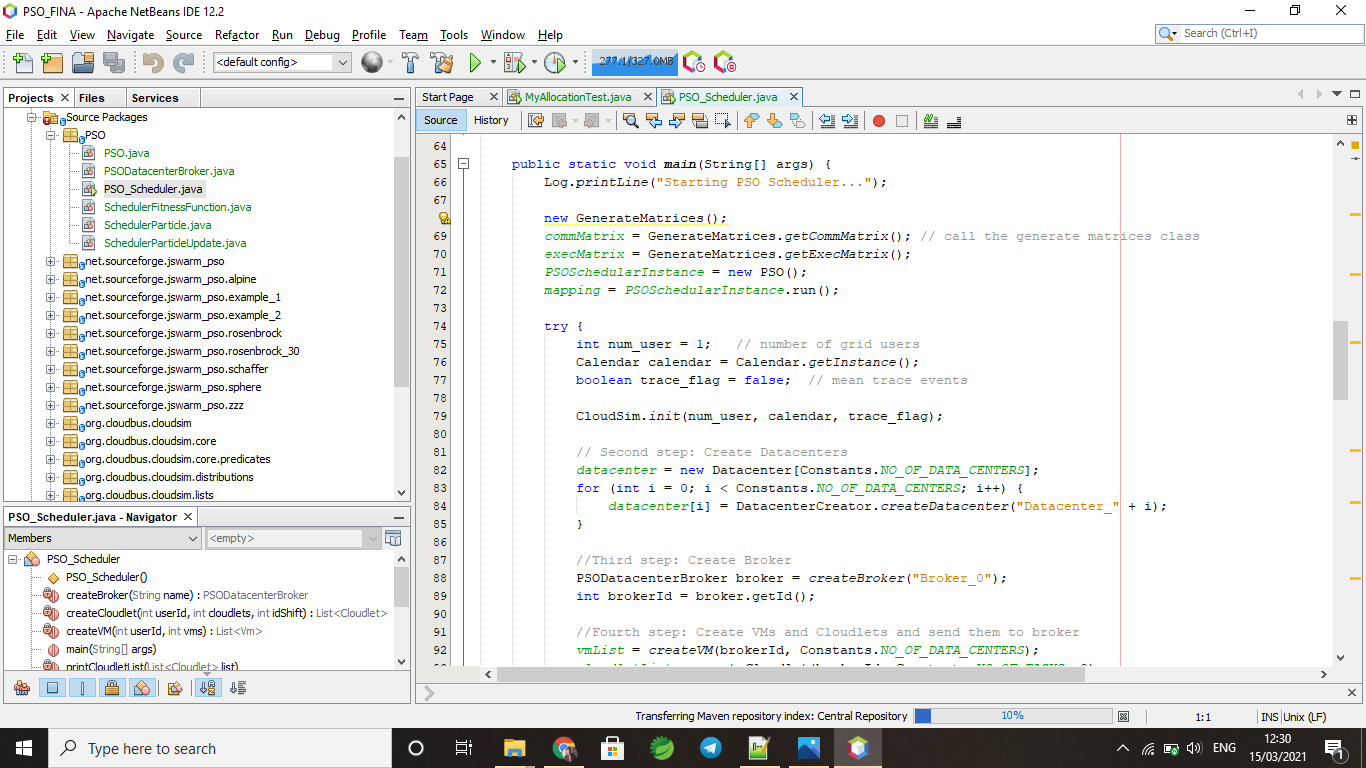 PSO_FINA - Apache NetBeans IDE 12.2
File Edit View Navigate Source Refactor Run Debug Profile Team Tools Window Help
Search (Ctrl+I)
<default config>
277.1/327.0MB
Projects Files Services
Source Packages
PSO
PSO.java
PSODatacenterBroker.java
PSO_Scheduler.java
SchedulerFitnessFunction.java
SchedulerParticle.java
SchedulerParticleUpdate.java
net.sourceforge.jswarm_pso
net.sourceforge.jswarm_pso.alpine
net.sourceforge.jswarm_pso.example_1
net.sourceforge.jswarm_pso.example_2
net.sourceforge.jswarm_pso.rosenbrock
net.sourceforge.jswarm_pso.rosenbrock_30
net.sourceforge.jswarm_pso.schaffer
net.sourceforge.jswarm_pso.sphere
net.sourceforge.jswarm_pso.zzz
org.cloudbus.cloudsim
org.cloudbus.cloudsim.core
org.cloudbus.cloudsim.core.predicates
org.cloudbus.cloudsim.distributions
org.cloudbus.cloudsim.lists
PSO_Scheduler.java - Navigator
Members <empty>
PSO_Scheduler
PSO_Scheduler()
createBroker(String name) : PSODatacenterBroker
createCloudlet(int userId, int cloudlets, int idShift) : List<Cloudlet>
createVM(int userId, int vms) : List<Vm>
main(String[] args)
printCloudletList(List<Cloudlet> list)
Start Page MyAllocationTest.java PSO_Scheduler.java
Source History
64
65 public static void main(String[] args) {
66 Log.printLine("Starting PSO Scheduler...");
67
new GenerateMatrices();
69 commMatrix = GenerateMatrices.getCommMatrix(); // call the generate matrices class
70 execMatrix = GenerateMatrices.getExecMatrix();
71 PSOSchedularInstance = new PSO();
72 mapping = PSOSchedularInstance.run();
73
74 try {
75 int num_user = 1; // number of grid users
76 Calendar calendar = Calendar.getInstance();
77 boolean trace_flag = false; // mean trace events
78
79 CloudSim.init(num_user, calendar, trace_flag);
80
81 // Second step: Create Datacenters
82 datacenter = new Datacenter[Constants.NO_OF_DATA_CENTERS];
83 for (int i = 0; i < Constants.NO_OF_DATA_CENTERS; i++) {
84 datacenter[i] = DatacenterCreator.createDatacenter("Datacenter_" + i);
85 }
86
87 //Third step: Create Broker
88 PSODatacenterBroker broker = createBroker("Broker_0");
89 int brokerId = broker.getId();
90
91 //Fourth step: Create VMs and Cloudlets and send them to broker
92 vmList = createVM(brokerId, Constants.NO_OF_DATA_CENTERS);
Transferring Maven repository index: Central Repository 10%
1:1 INS Unix (LF)
Type here to search
ENG
12:30
15/03/2021
1